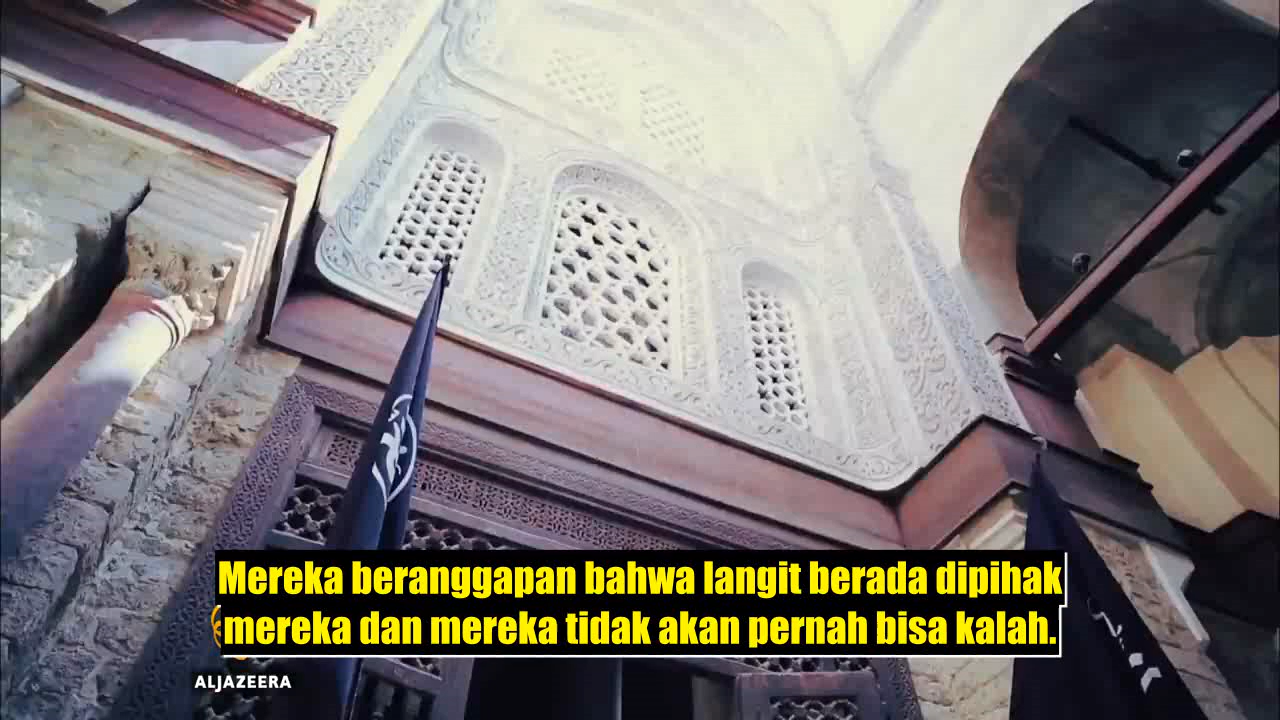 Mereka beranggapan bahwa langit berada dipihak
mereka dan mereka tidak akan pernah bisa kalah.
ALJAZEERA